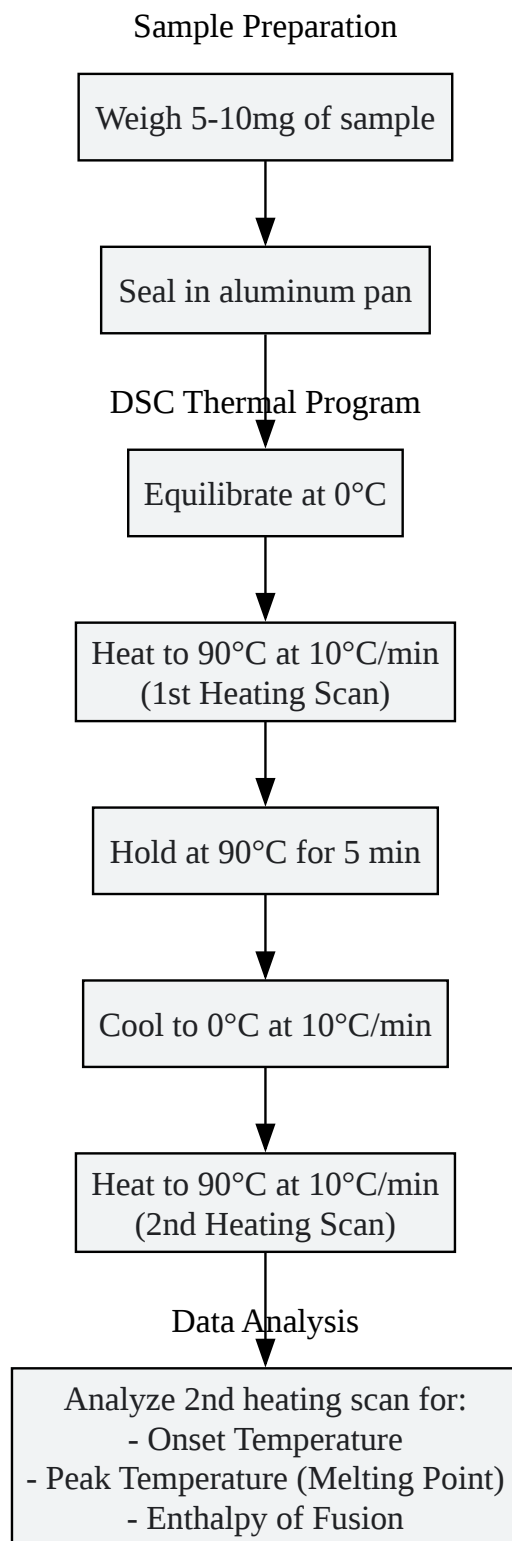 Sample Preparation
Weigh 5-10mg of sample
Seal in aluminum pan
DSC Thermal Program
Equilibrate at 0°C
Heat to 90°C at 10°C/min
(1st Heating Scan)
Hold at 90°C for 5 min
Cool to 0°C at 10°C/min
Heat to 90°C at 10°C/min
(2nd Heating Scan)
Data Analysis
Analyze 2nd heating scan for:
- Onset Temperature
- Peak Temperature (Melting Point)
- Enthalpy of Fusion